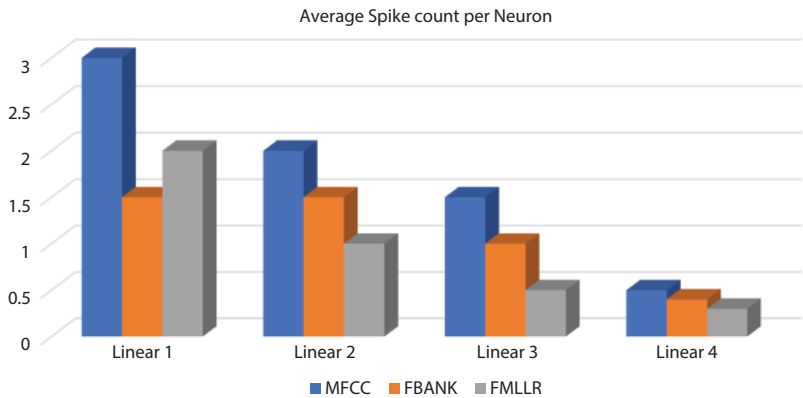 Average Spike count per Neuron
3
2.5
2
1.5
1
0.5
0
Linear 1 Linear 2 Linear 3 Linear 4
MFCC FBANK FMLLR